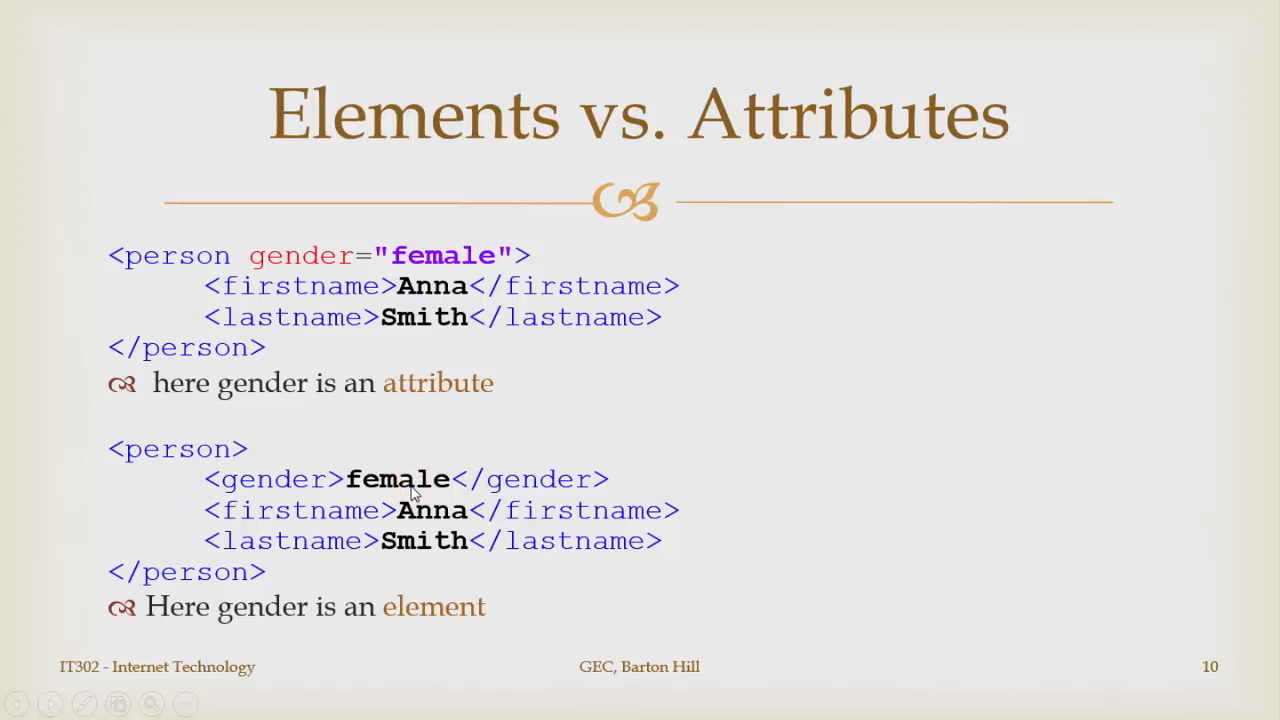 Elements vs. Attributes
<person gender="female">
<firstname>Anna</firstname>
<lastname>Smith</lastname>
</person>
here gender is an attribute
<person>
<gender>female</gender>
<firstname>Anna</firstname>
<lastname>Smith</lastname>
</person>
Here gender is an element
IT302 - Internet Technology
GEC, Barton Hill
10